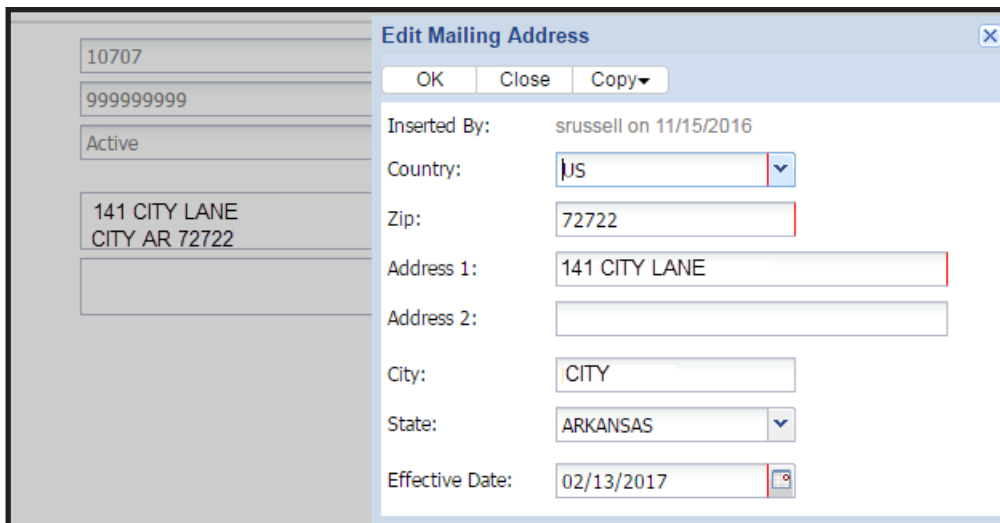 10707
999999999
Active
141 CITY LANE
CITY AR 72722
Edit Mailing Address
OK Close Copy
Inserted By: srussell on 11/15/2016
Country: US
Zip: 72722
Address 1: 141 CITY LANE
Address 2:
City: CITY
State: ARKANSAS
Effective Date: 02/13/2017